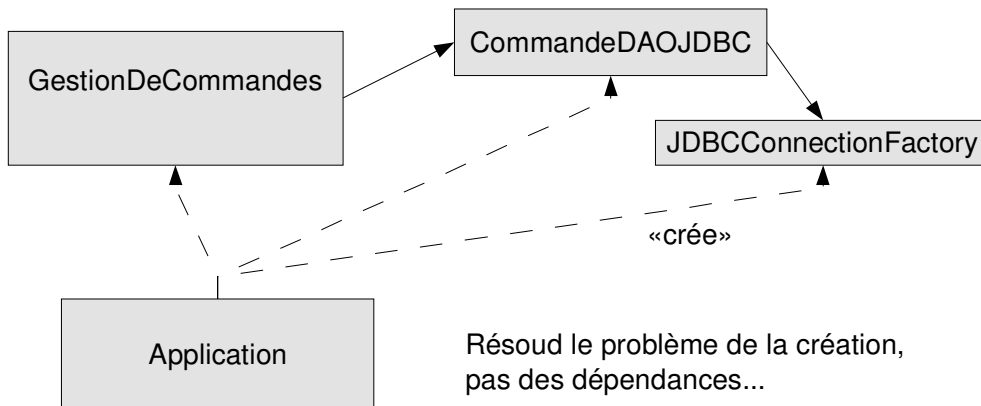 CommandeDAOJDBC
GestionDeCommandes
JDBCConnectionFactory
«crée»
Application
Résoud le problème de la création,
pas des dépendances...